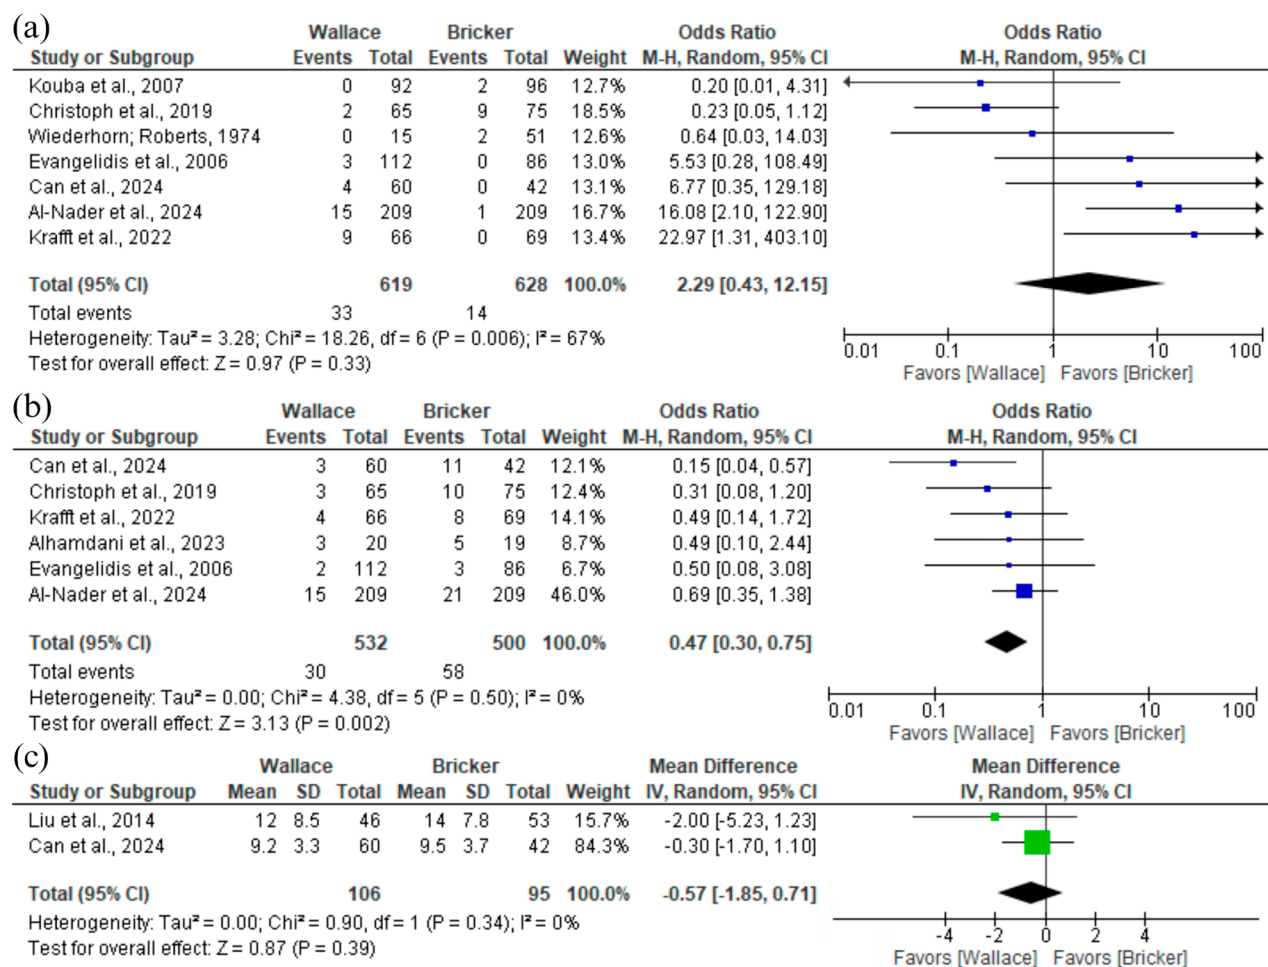 (a)
Wallace Bricker Odds Ratio Odds Ratio
Study or Subgroup Events Total Events Total Weight M-H, Random, 95% CI M-H, Random, 95% CI
Kouba et al., 2007 0 92 2 96 12.7% 0.20 [0.01, 4.31]
Christoph et al., 2019 2 65 9 75 18.5% 0.23 [0.05, 1.12]
Wiederhorn; Roberts, 1974 0 15 2 51 12.6% 0.64 [0.03, 14.03]
Evangelidis et al., 2006 3 112 0 86 13.0% 5.53 [0.28, 108.49]
Can et al., 2024 4 60 0 42 13.1% 6.77 [0.35, 129.18]
Al-Nader et al., 2024 15 209 1 209 16.7% 16.08 [2.10, 122.90]
Krafft et al., 2022 9 66 0 69 13.4% 22.97 [1.31, 403.10]
Total (95% CI) 619 628 100.0% 2.29 [0.43, 12.15]
Total events 33 14
Heterogeneity: Tau² = 3.28; Chi² = 18.26, df = 6 (P = 0.006); I² = 67%
Test for overall effect: Z = 0.97 (P = 0.33)
0.01 0.1 1 10 100
Favors [Wallace] Favors [Bricker]
(b)
Wallace Bricker Odds Ratio Odds Ratio
Study or Subgroup Events Total Events Total Weight M-H, Random, 95% CI M-H, Random, 95% CI
Can et al., 2024 3 60 11 42 12.1% 0.15 [0.04, 0.57]
Christoph et al., 2019 3 65 10 75 12.4% 0.31 [0.08, 1.20]
Krafft et al., 2022 4 66 8 69 14.1% 0.49 [0.14, 1.72]
Alhamdani et al., 2023 3 20 5 19 8.7% 0.49 [0.10, 2.44]
Evangelidis et al., 2006 2 112 3 86 6.7% 0.50 [0.08, 3.08]
Al-Nader et al., 2024 15 209 21 209 46.0% 0.69 [0.35, 1.38]
Total (95% CI) 532 500 100.0% 0.47 [0.30, 0.75]
Total events 30 58
Heterogeneity: Tau² = 0.00; Chi² = 4.38, df = 5 (P = 0.50); I² = 0%
Test for overall effect: Z = 3.13 (P = 0.002)
0.01 0.1 1 10 100
Favors [Wallace] Favors [Bricker]
(c)
Wallace Bricker Mean Difference Mean Difference
Study or Subgroup Mean SD Total Mean SD Total Weight IV, Random, 95% CI IV, Random, 95% CI
Liu et al., 2014 12 8.5 46 14 7.8 53 15.7% -2.00 [-5.23, 1.23]
Can et al., 2024 9.2 3.3 60 9.5 3.7 42 84.3% -0.30 [-1.70, 1.10]
Total (95% CI) 106 95 100.0% -0.57 [-1.85, 0.71]
Heterogeneity: Tau² = 0.00; Chi² = 0.90, df = 1 (P = 0.34); I² = 0%
Test for overall effect: Z = 0.87 (P = 0.39)
-4 -2 0 2 4
Favors [Wallace] Favors [Bricker]